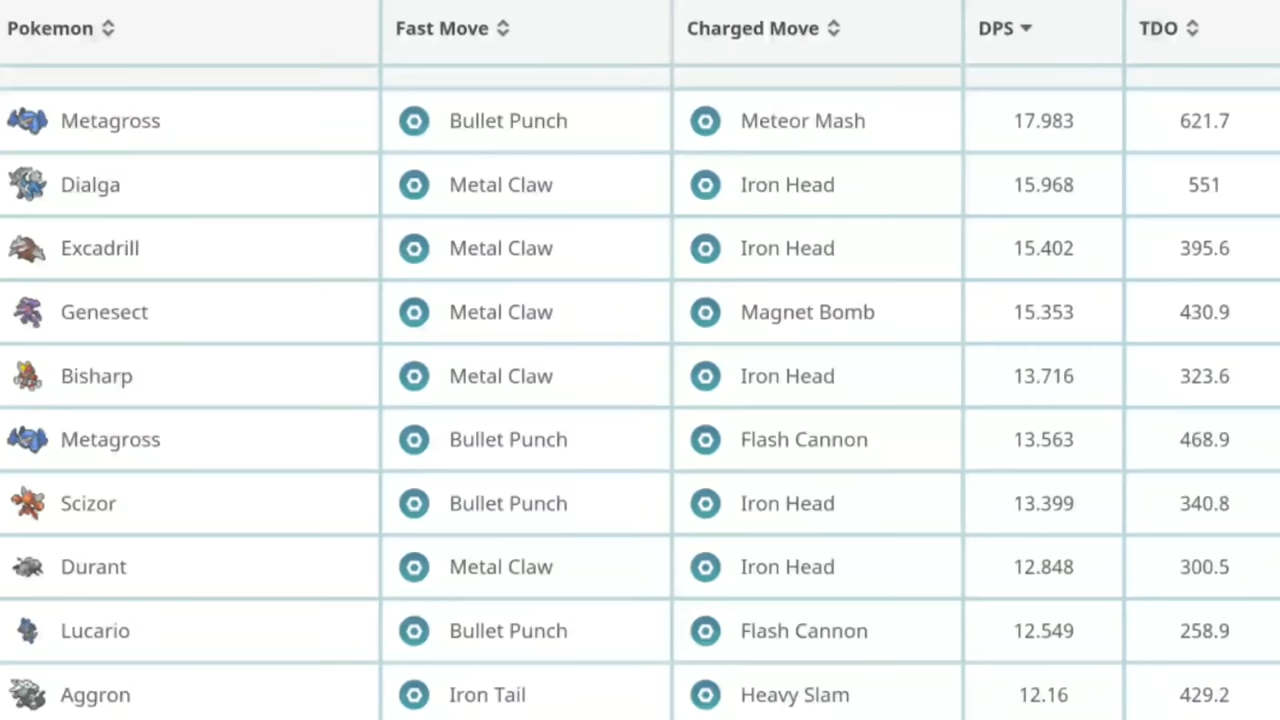 Pokemon Fast Move Charged Move DPS TDO
Metagross Bullet Punch Meteor Mash 17.983 621.7
Dialga Metal Claw Iron Head 15.968 551
Excadrill Metal Claw Iron Head 15.402 395.6
Genesect Metal Claw Magnet Bomb 15.353 430.9
Bisharp Metal Claw Iron Head 13.716 323.6
Metagross Bullet Punch Flash Cannon 13.563 468.9
Scizor Bullet Punch Iron Head 13.399 340.8
Durant Metal Claw Iron Head 12.848 300.5
Lucario Bullet Punch Flash Cannon 12.549 258.9
Aggron Iron Tail Heavy Slam 12.16 429.2